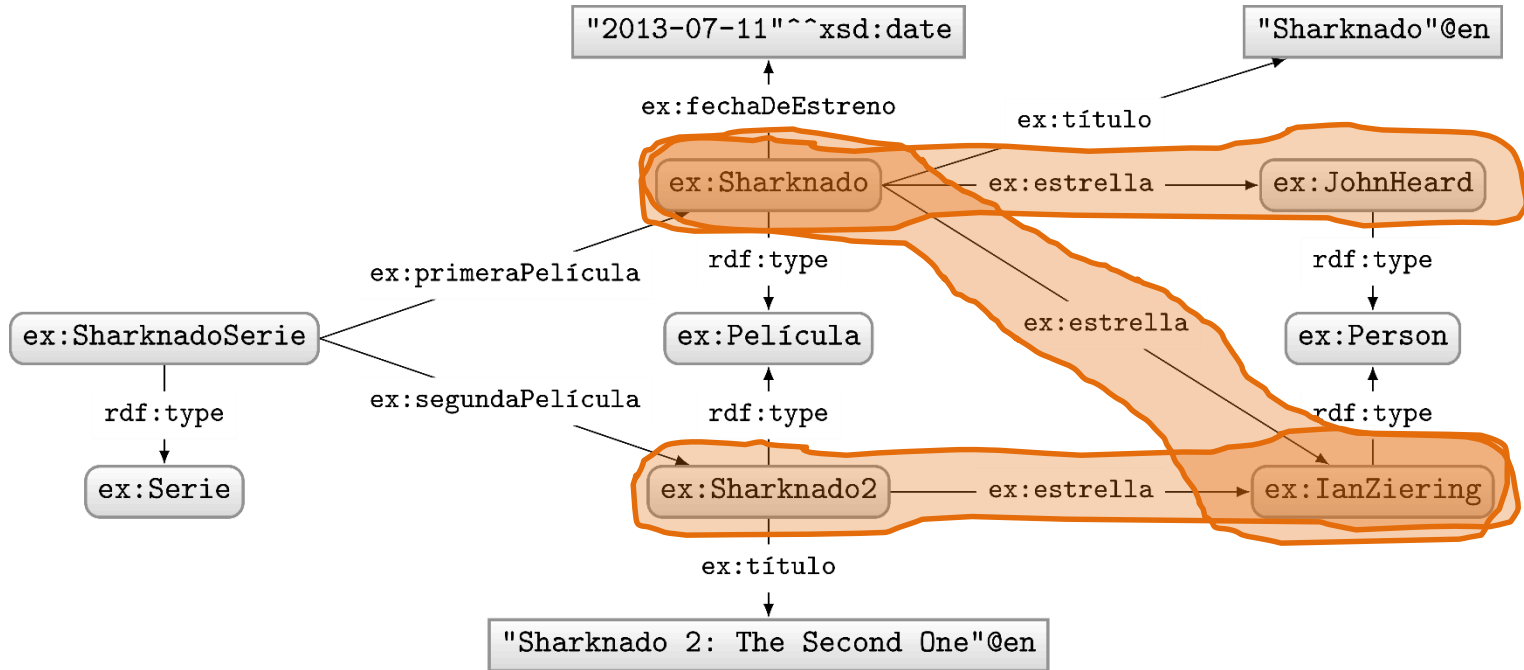 "2013-07-11"^^xsd:date
"Sharknado"@en
ex:fechaDeEstreno
ex:título
ex:Sharknado
ex:estrella
ex:JohnHeard
ex:primeraPelícula
rdf:type
rdf:type
ex:SharknadoSerie
ex:Película
ex:estrella
ex:Person
rdf:type
ex:segundaPelícula
rdf:type
rdf:type
ex:Serie
ex:Sharknado2
ex:estrella
ex:IanZiering
ex:título
"Sharknado 2: The Second One"@en